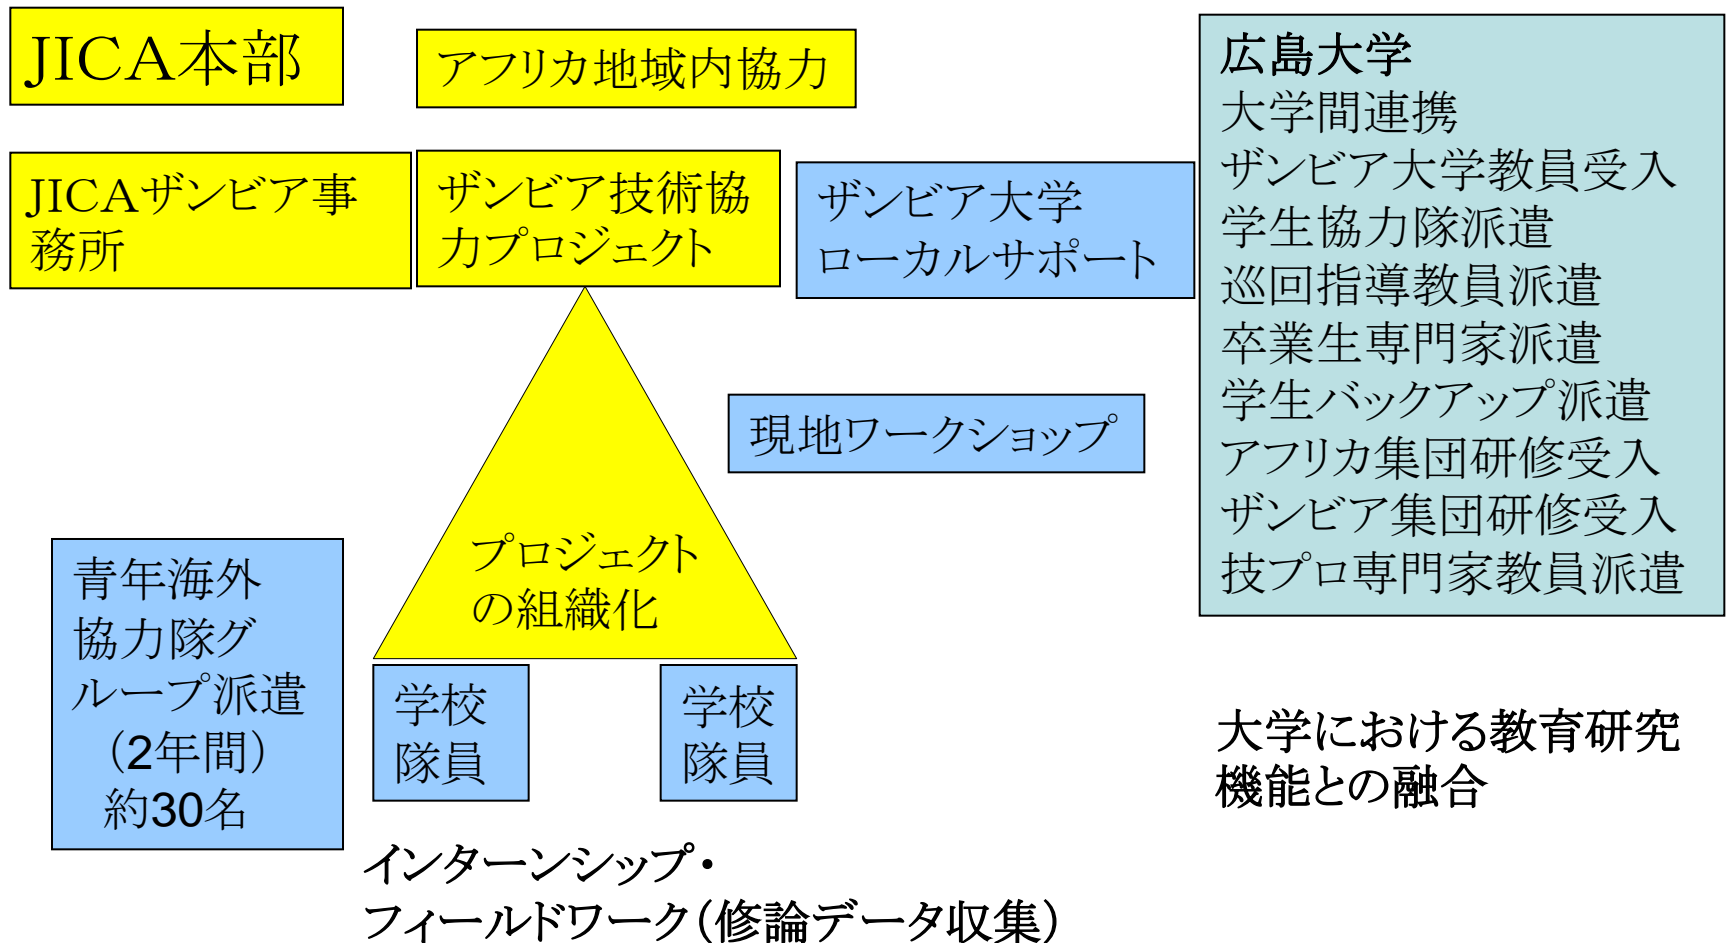 JICA本部
アフリカ地域内協力
JICAザンビア事
務所
ザンビア技術協
力プロジェクト
ザンビア大学
ローカルサポート
広島大学
大学間連携
ザンビア大学教員受入
学生協力隊派遣
巡回指導教員派遣
卒業生専門家派遣
学生バックアップ派遣
アフリカ集団研修受入
ザンビア集団研修受入
技プロ専門家教員派遣
現地ワークショップ
プロジェクト
の組織化
青年海外
協力隊グ
ループ派遣
（2年間）
約30名
学校
隊員
学校
隊員
大学における教育研究
機能との融合
インターンシップ・
フィールドワーク（修論データ収集）